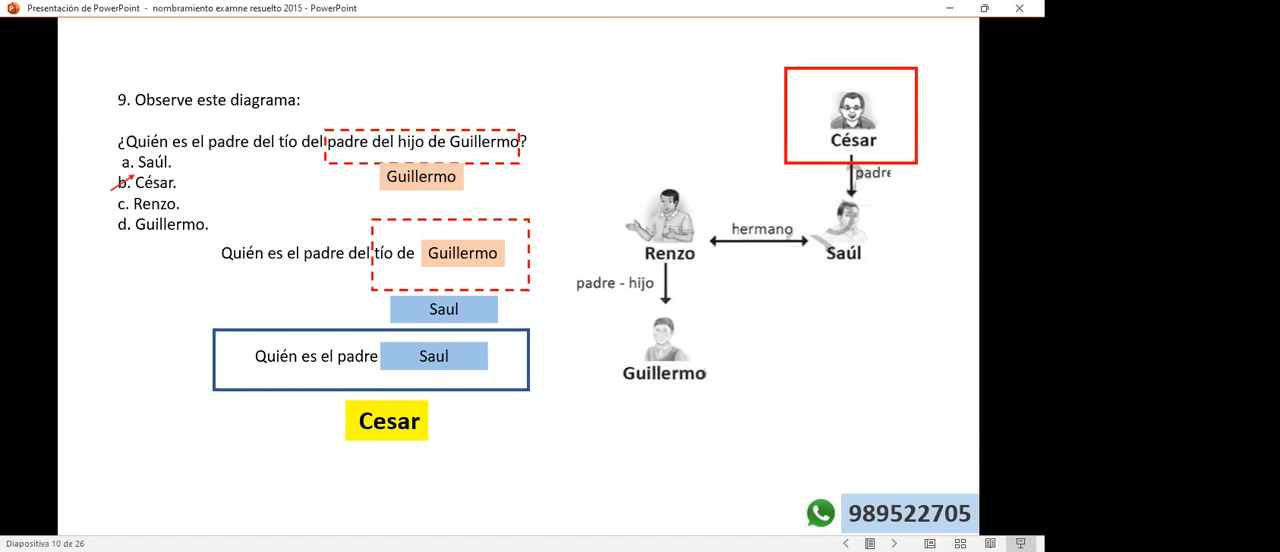 Presentación de PowerPoint - nombramiento examne resuelto 2015 - PowerPoint
9. Observe este diagrama:
¿Quién es el padre del tío del padre del hijo de Guillermo?
a. Saúl.
b. César.
c. Renzo.
d. Guillermo.
Guillermo
Quién es el padre del tío de Guillermo
Saul
Quién es el padre Saul
Cesar
César
padre
hermano
Renzo
Saúl
padre - hijo
Guillermo
989522705
Diapositiva 10 de 26